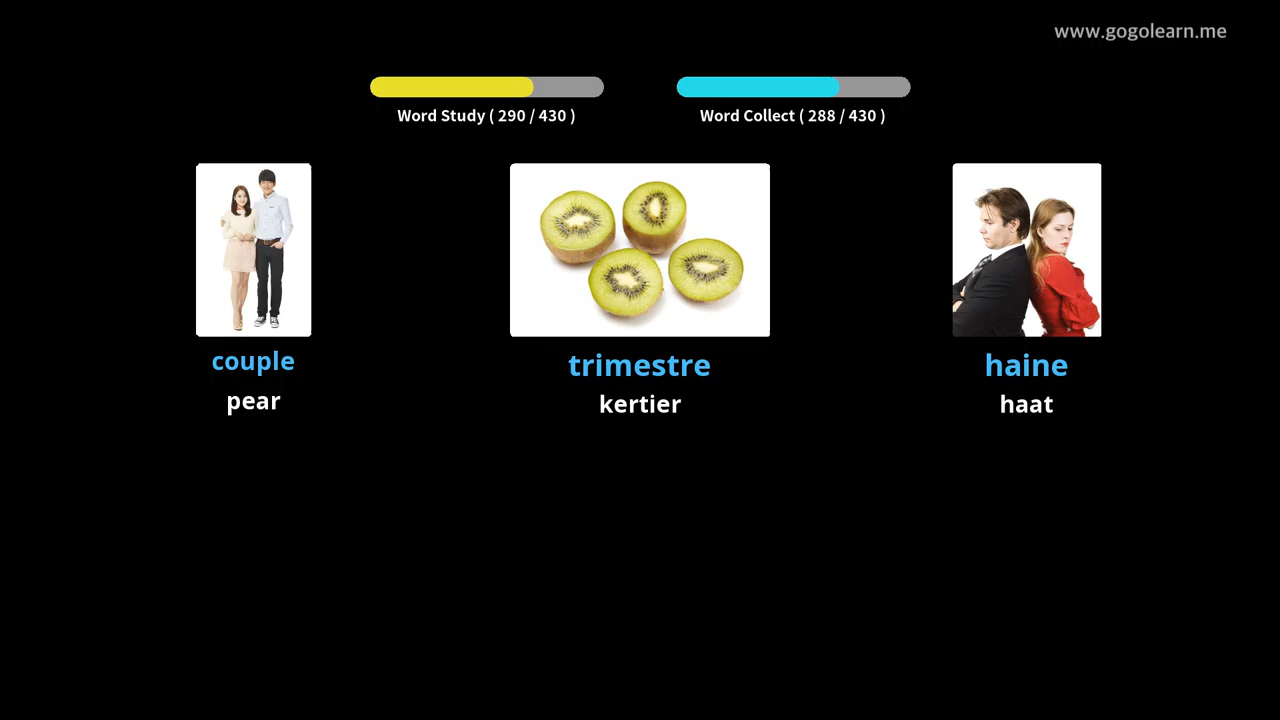 www.gogolearn.me
Word Study ( 290 / 430 )
Word Collect ( 288 / 430 )
couple
pear
trimestre
kertier
haine
haat